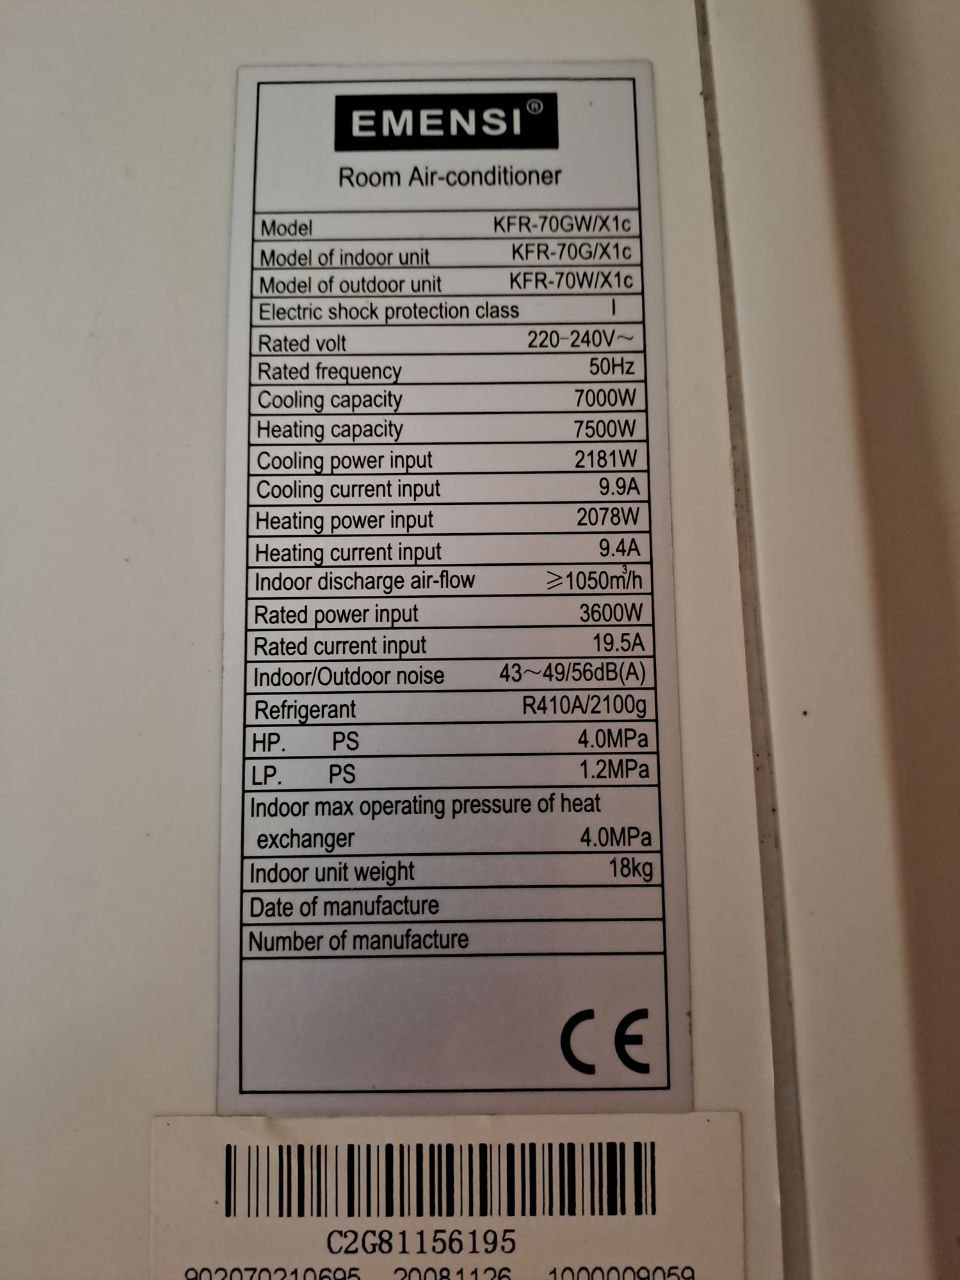 EMENSI®
Room Air-conditioner
Model KFR-70GW/X1c
Model of indoor unit KFR-70G/X1c
Model of outdoor unit KFR-70W/X1c
Electric shock protection class I
Rated volt 220-240V~
Rated frequency 50Hz
Cooling capacity 7000W
Heating capacity 7500W
Cooling power input 2181W
Cooling current input 9.9A
Heating power input 2078W
Heating current input 9.4A
Indoor discharge air-flow ≥1050m³/h
Rated power input 3600W
Rated current input 19.5A
Indoor/Outdoor noise 43~49/56dB(A)
Refrigerant R410A/2100g
HP. PS 4.0MPa
LP. PS 1.2MPa
Indoor max operating pressure of heat
exchanger 4.0MPa
Indoor unit weight 18kg
Date of manufacture
Number of manufacture
CE
C2G81156195
902070210695 20081126 1000009059